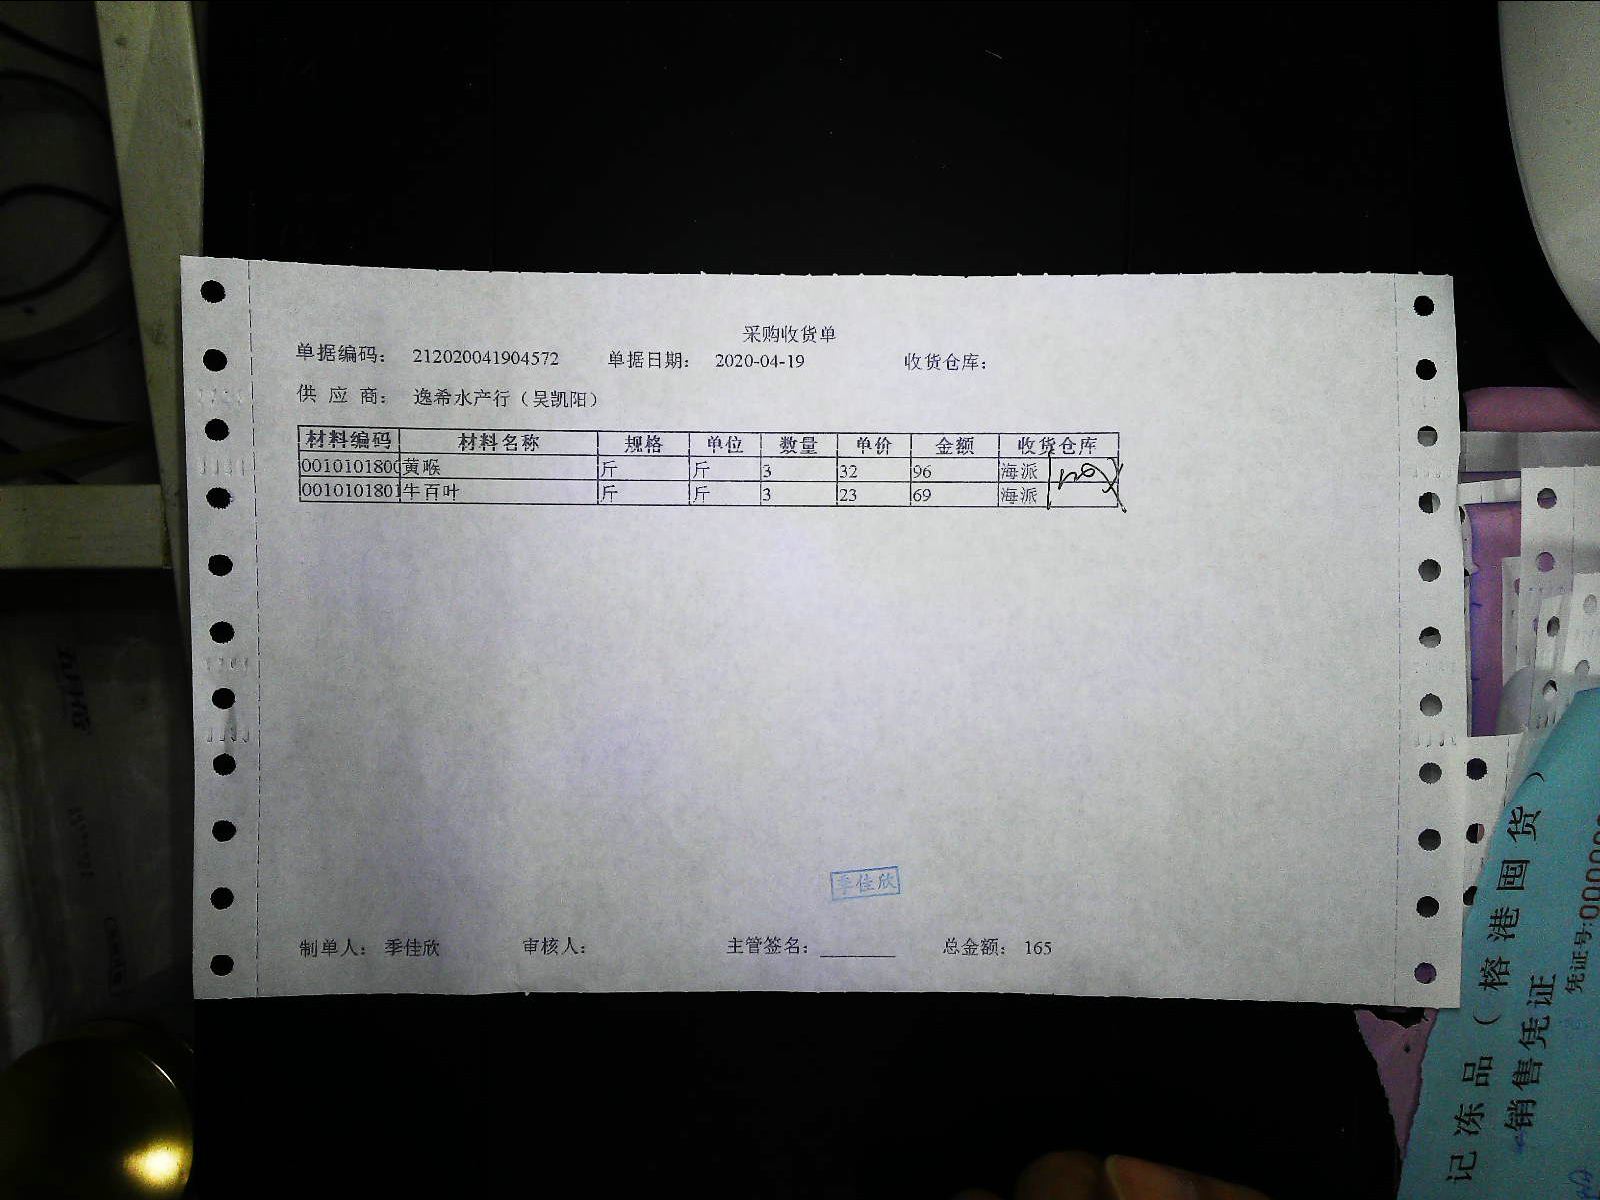 采购收货单
单据编码： 212020041904572 单据日期： 2020-04-19 收货仓库：
供 应 商： 逸希水产行（吴凯阳）
材料编码 材料名称 规格 单位 数量 单价 金额 收货仓库
0010101800 黄喉 斤 斤 3 32 96 海派
0010101801 牛百叶 斤 斤 3 23 69 海派
季佳欣
制单人： 季佳欣 审核人： 主管签名： 总金额： 165
记冻品（榕港囤货）
销售凭证
凭证号:000000